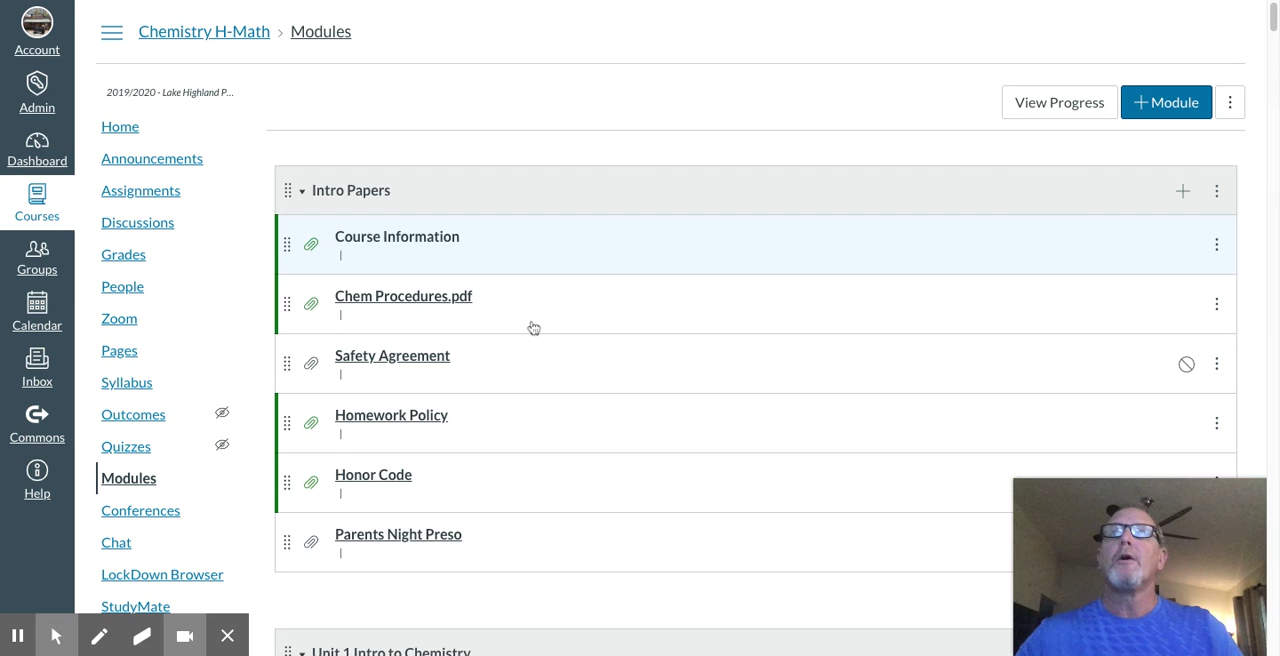 Account
Admin
Dashboard
Courses
Groups
Calendar
Inbox
Commons
Help
Chemistry H-Math › Modules
2019/2020 - Lake Highland P...
Home
Announcements
Assignments
Discussions
Grades
People
Zoom
Pages
Syllabus
Outcomes
Quizzes
Modules
Conferences
Chat
LockDown Browser
StudyMate
View Progress
+ Module
Intro Papers
Course Information
|
Chem Procedures.pdf
|
Safety Agreement
|
Homework Policy
|
Honor Code
|
Parents Night Preso
|
Unit 1 Intro to Chemistry